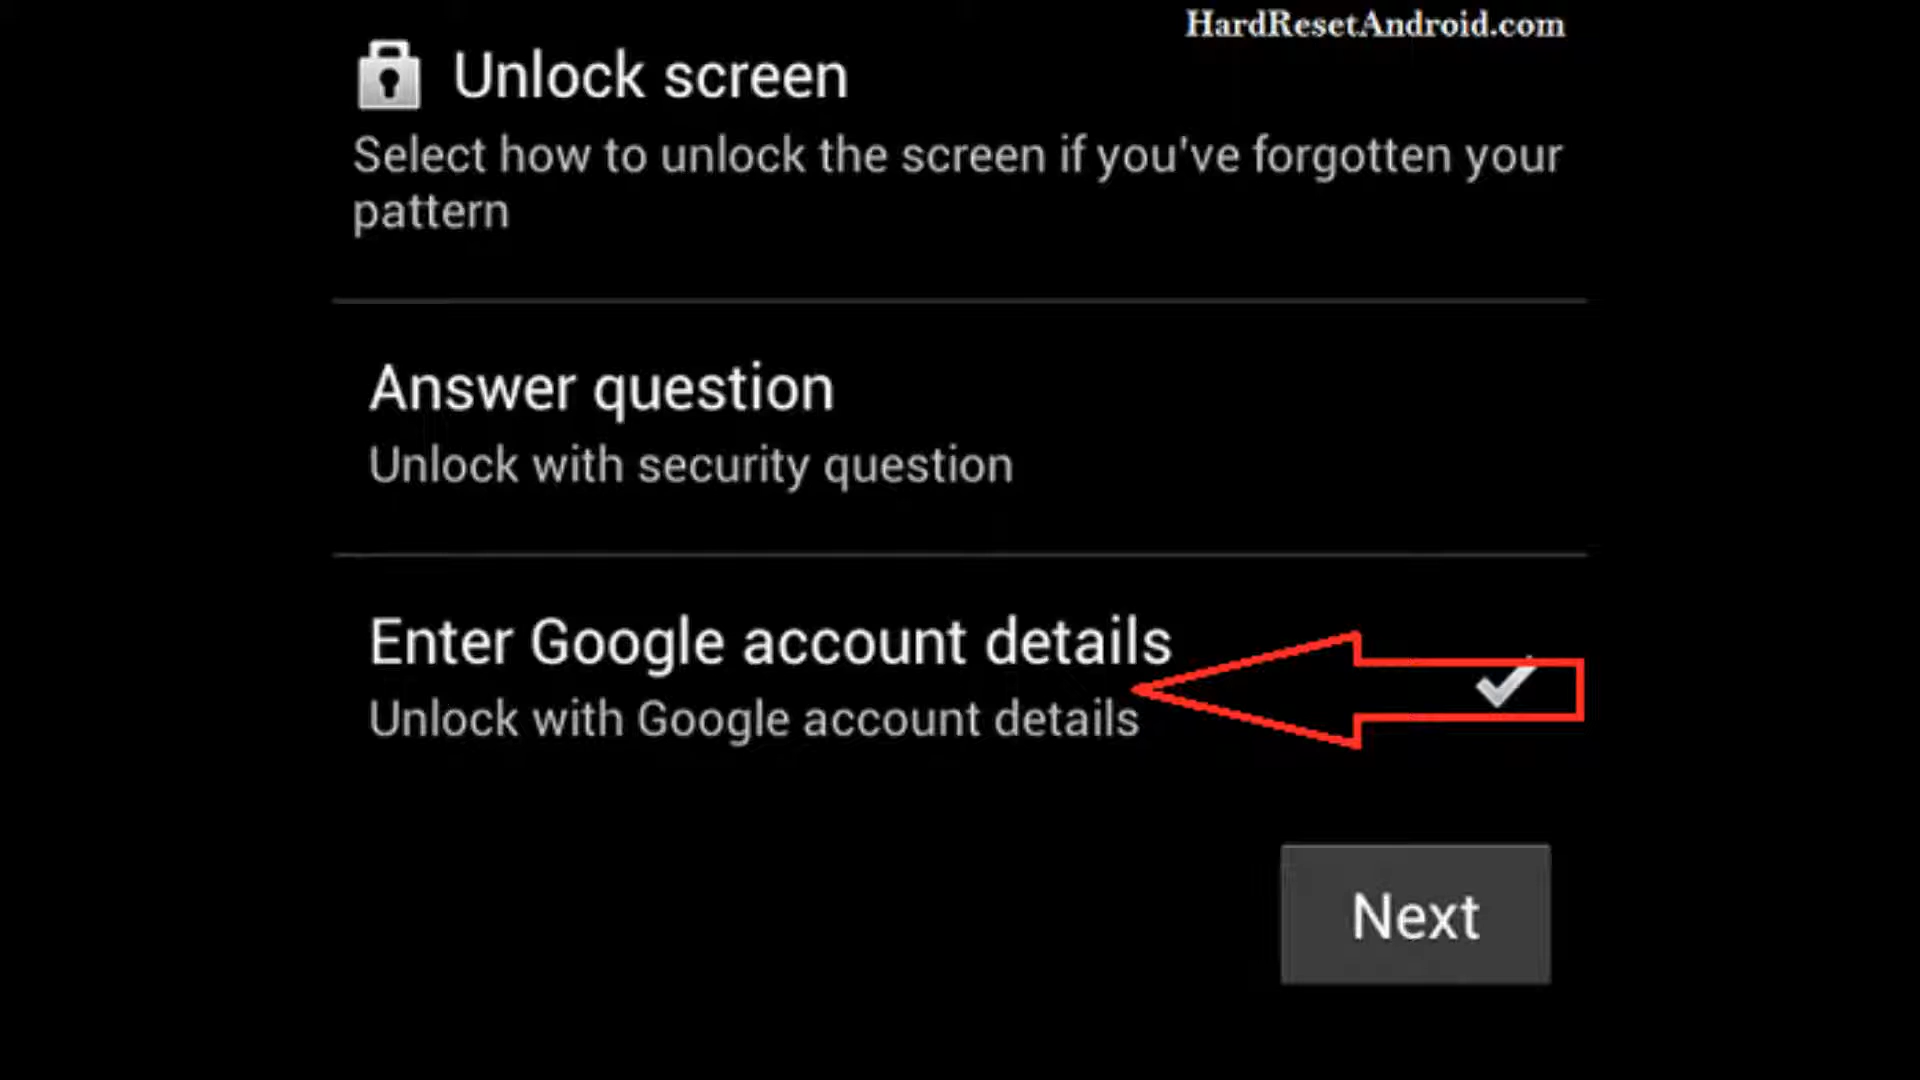 HardResetAndroid.com
Unlock screen
Select how to unlock the screen if you've forgotten your
pattern
Answer question
Unlock with security question
Enter Google account details
Unlock with Google account details
Next